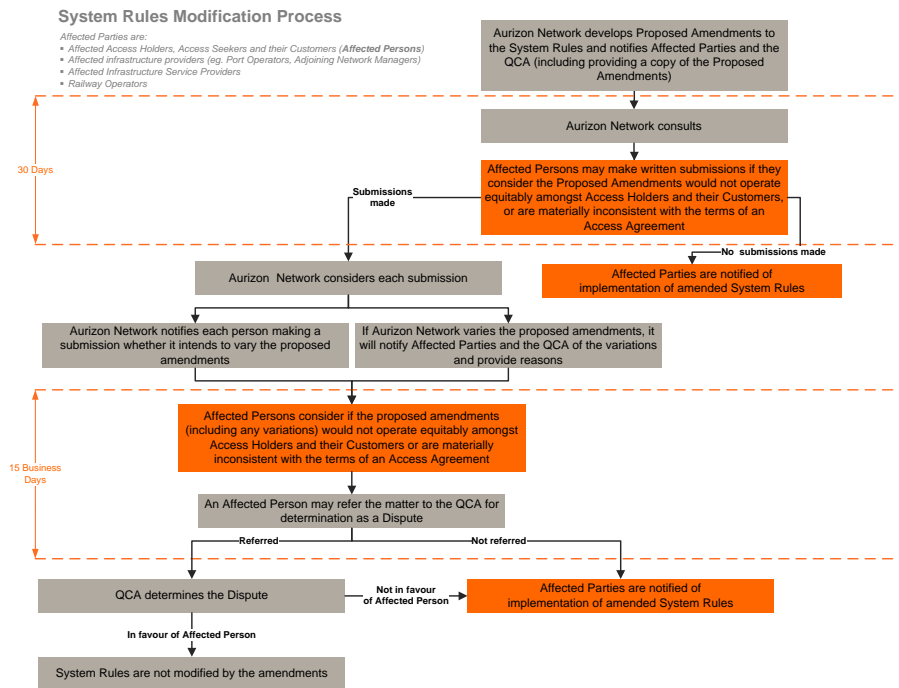 System Rules Modification Process
Affected Parties are:
▪ Affected Access Holders, Access Seekers and their Customers (Affected Persons)
▪ Affected infrastructure providers (eg. Port Operators, Adjoining Network Managers)
▪ Affected Infrastructure Service Providers
▪ Railway Operators
Aurizon Network develops Proposed Amendments to
the System Rules and notifies Affected Parties and the
QCA (including providing a copy of the Proposed
Amendments)
Aurizon Network consults
30 Days
Affected Persons may make written submissions if they
consider the Proposed Amendments would not operate
equitably amongst Access Holders and their Customers,
or are materially inconsistent with the terms of an
Access Agreement
Submissions
made
No submissions made
Aurizon Network considers each submission
Affected Parties are notified of
implementation of amended System Rules
Aurizon Network notifies each person making a
submission whether it intends to vary the proposed
amendments
If Aurizon Network varies the proposed amendments, it
will notify Affected Parties and the QCA of the variations
and provide reasons
15 Business
Days
Affected Persons consider if the proposed amendments
(including any variations) would not operate equitably amongst
Access Holders and their Customers or are materially
inconsistent with the terms of an Access Agreement
An Affected Person may refer the matter to the QCA for
determination as a Dispute
Referred
Not referred
QCA determines the Dispute
Not in favour
of Affected Person
Affected Parties are notified of
implementation of amended System Rules
In favour of Affected Person
System Rules are not modified by the amendments